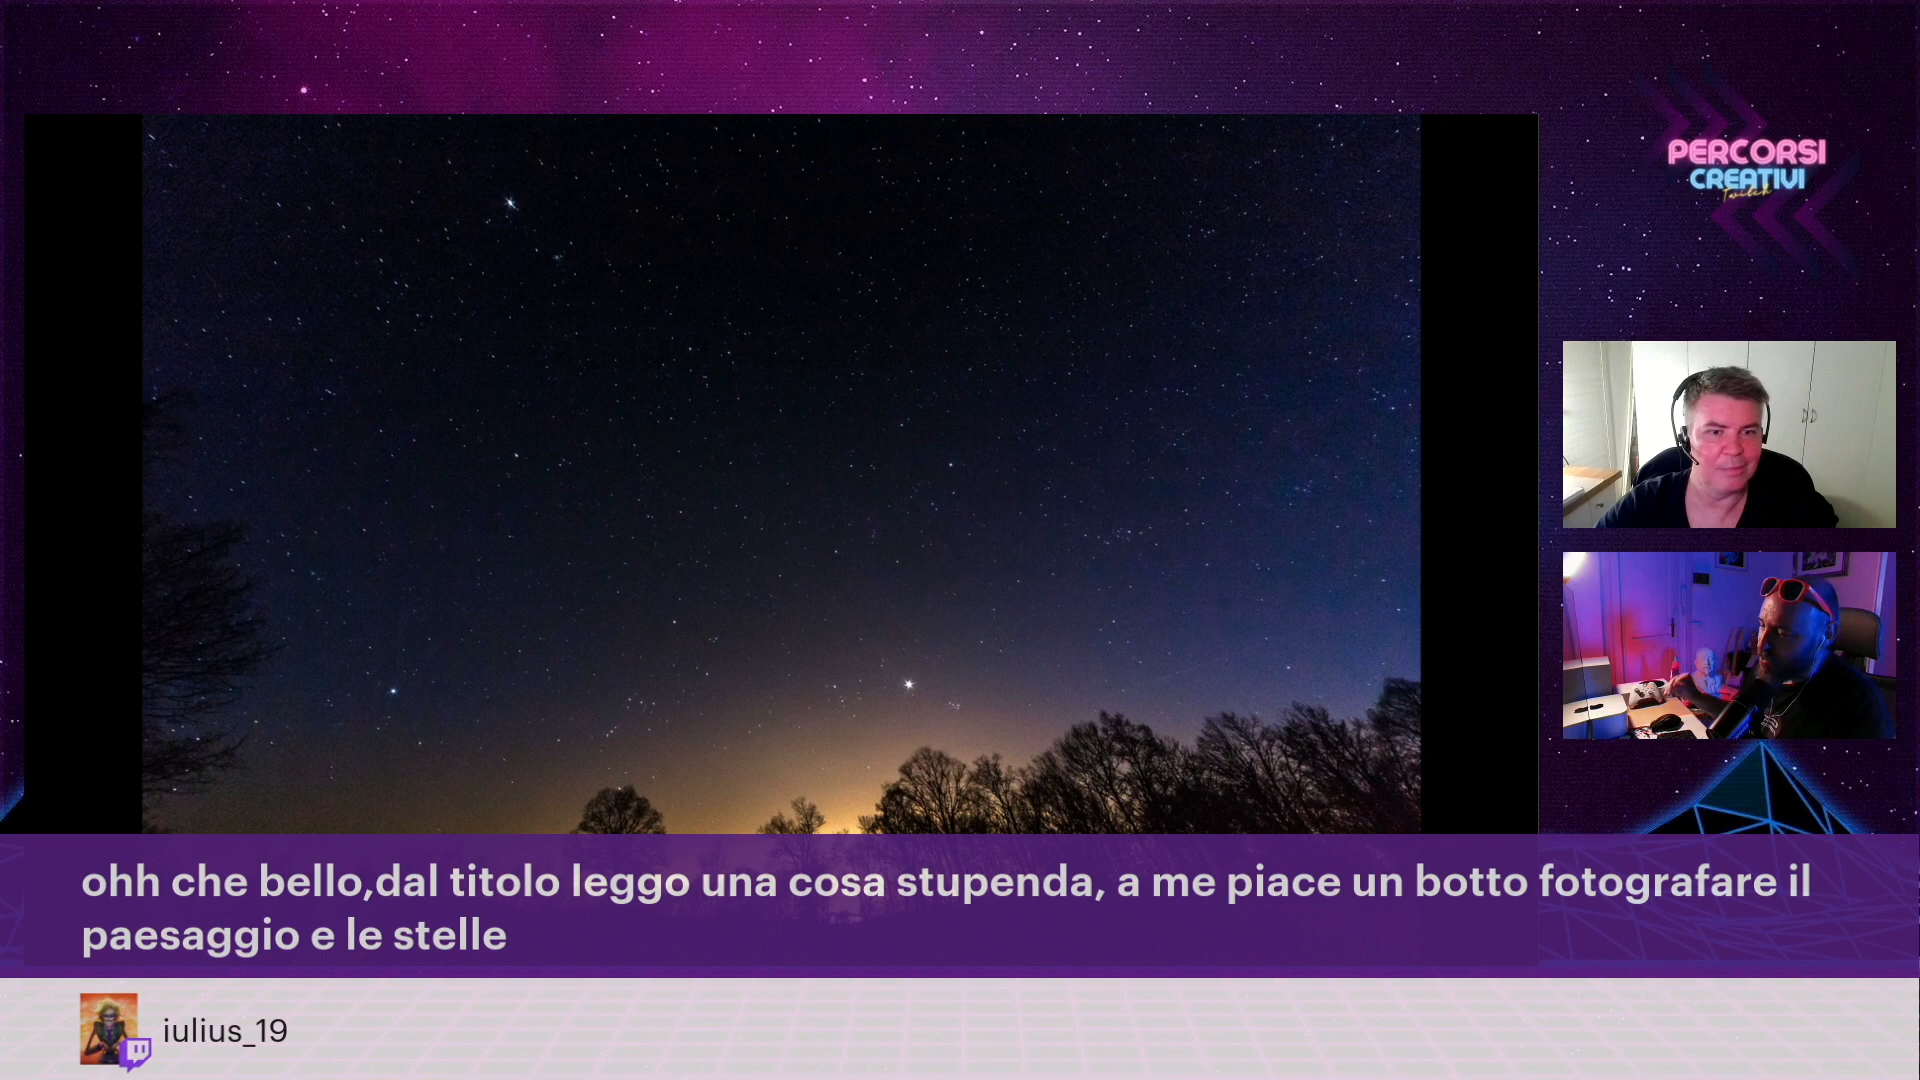 PERCORSI
CREATIVI
Twitch
ohh che bello,dal titolo leggo una cosa stupenda, a me piace un botto fotografare il
paesaggio e le stelle
iulius_19